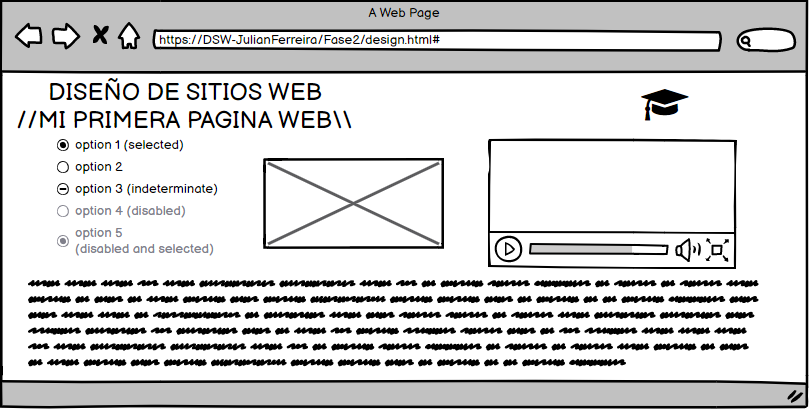 A Web Page
https://DSW-JulianFerreira/Fase2/design.html#
DISEÑO DE SITIOS WEB
//MI PRIMERA PAGINA WEB\\
option 1 (selected)
option 2
option 3 (indeterminate)
option 4 (disabled)
option 5
(disabled and selected)